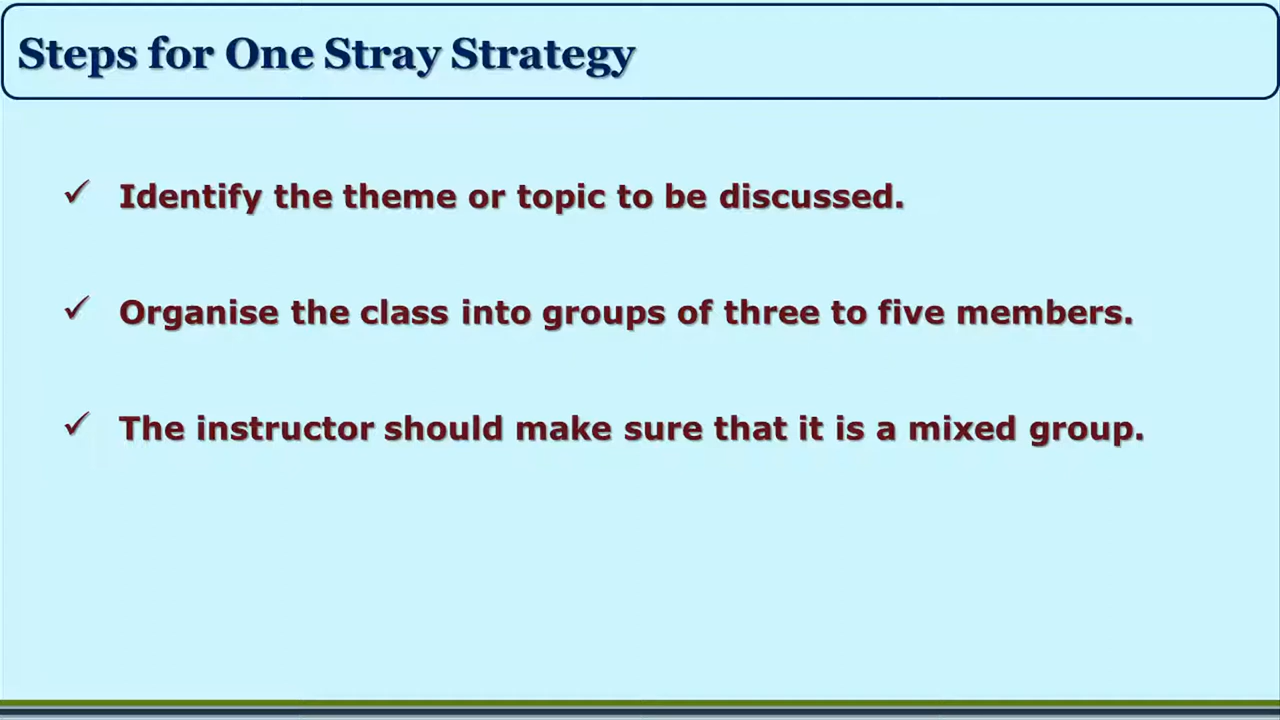 Steps for One Stray Strategy
Identify the theme or topic to be discussed.
Organise the class into groups of three to five members.
The instructor should make sure that it is a mixed group.